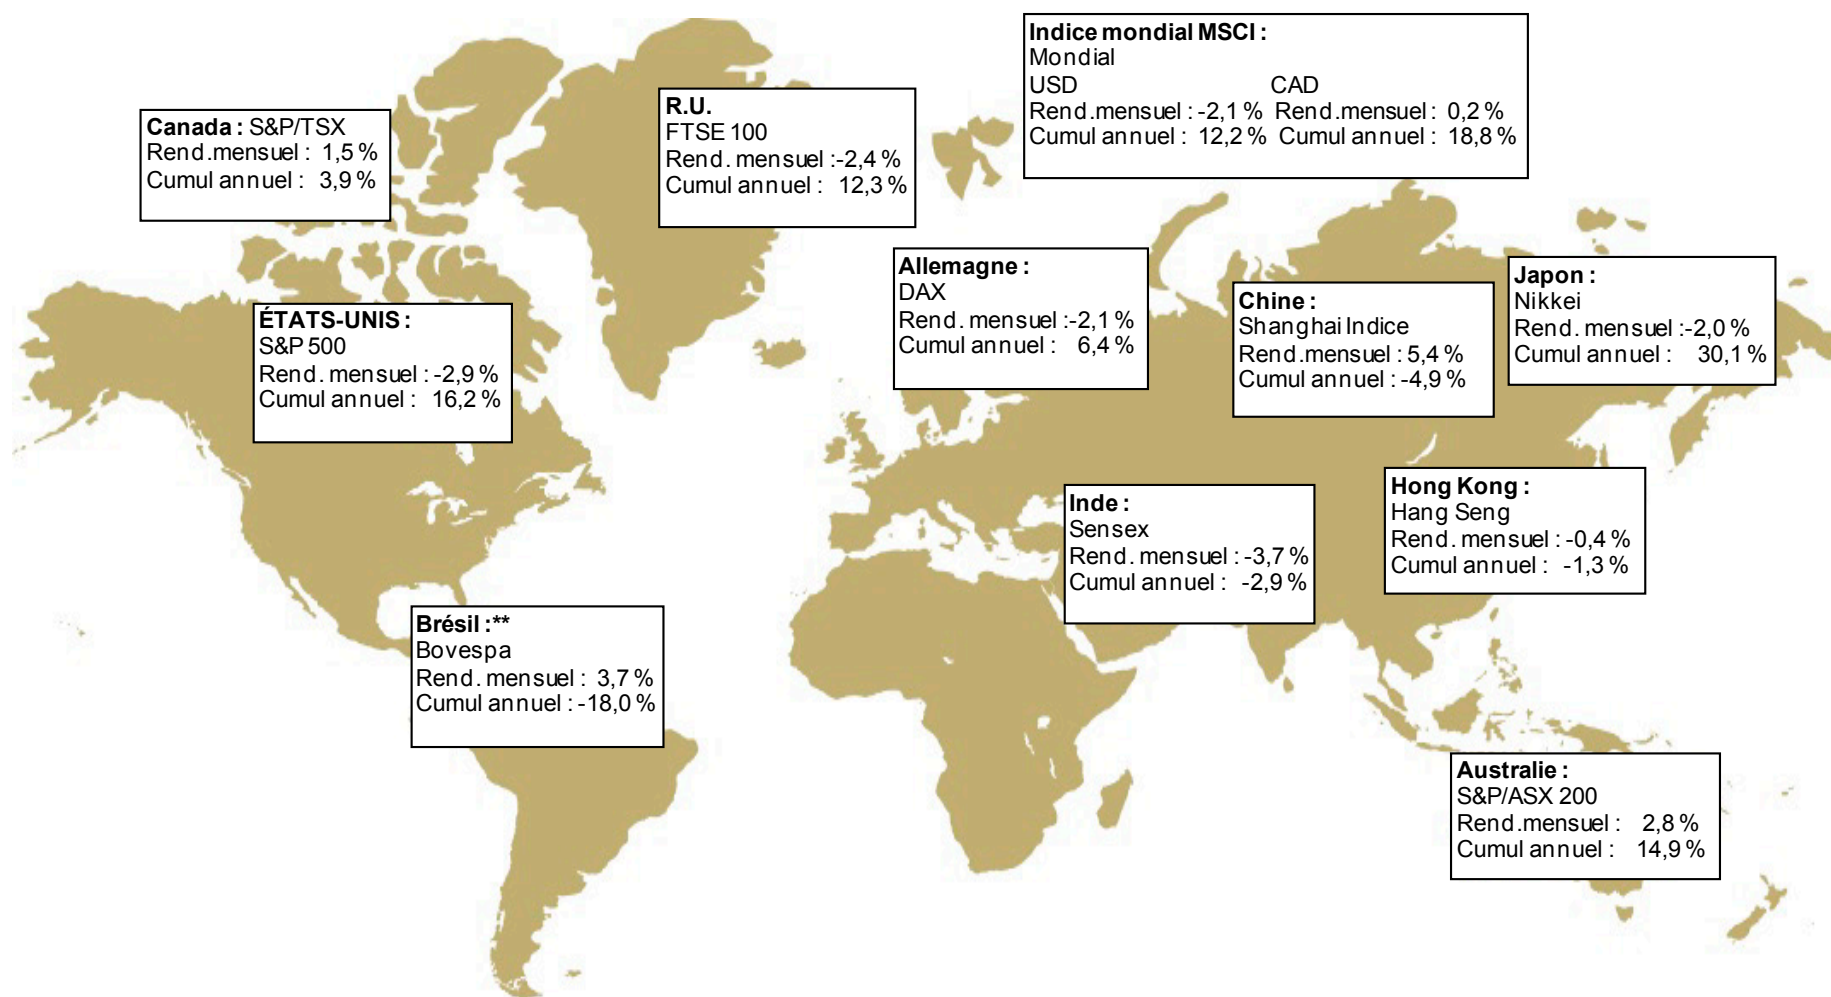 Indice mondial MSCI :
Mondial
USD CAD
Rend.mensuel : -2,1 % Rend.mensuel : 0,2 %
Cumul annuel : 12,2 % Cumul annuel : 18,8 %
Canada : S&P/TSX
Rend.mensuel : 1,5 %
Cumul annuel : 3,9 %
R.U.
FTSE 100
Rend. mensuel :-2,4 %
Cumul annuel : 12,3 %
Allemagne :
DAX
Rend. mensuel :-2,1 %
Cumul annuel : 6,4 %
Chine :
Shanghai Indice
Rend.mensuel : 5,4 %
Cumul annuel : -4,9 %
Japon :
Nikkei
Rend. mensuel :-2,0 %
Cumul annuel : 30,1 %
ÉTATS-UNIS :
S&P 500
Rend. mensuel : -2,9 %
Cumul annuel : 16,2 %
Inde :
Sensex
Rend. mensuel : -3,7 %
Cumul annuel : -2,9 %
Hong Kong :
Hang Seng
Rend. mensuel : -0,4 %
Cumul annuel : -1,3 %
Brésil :**
Bovespa
Rend. mensuel : 3,7 %
Cumul annuel : -18,0 %
Australie :
S&P/ASX 200
Rend.mensuel : 2,8 %
Cumul annuel : 14,9 %